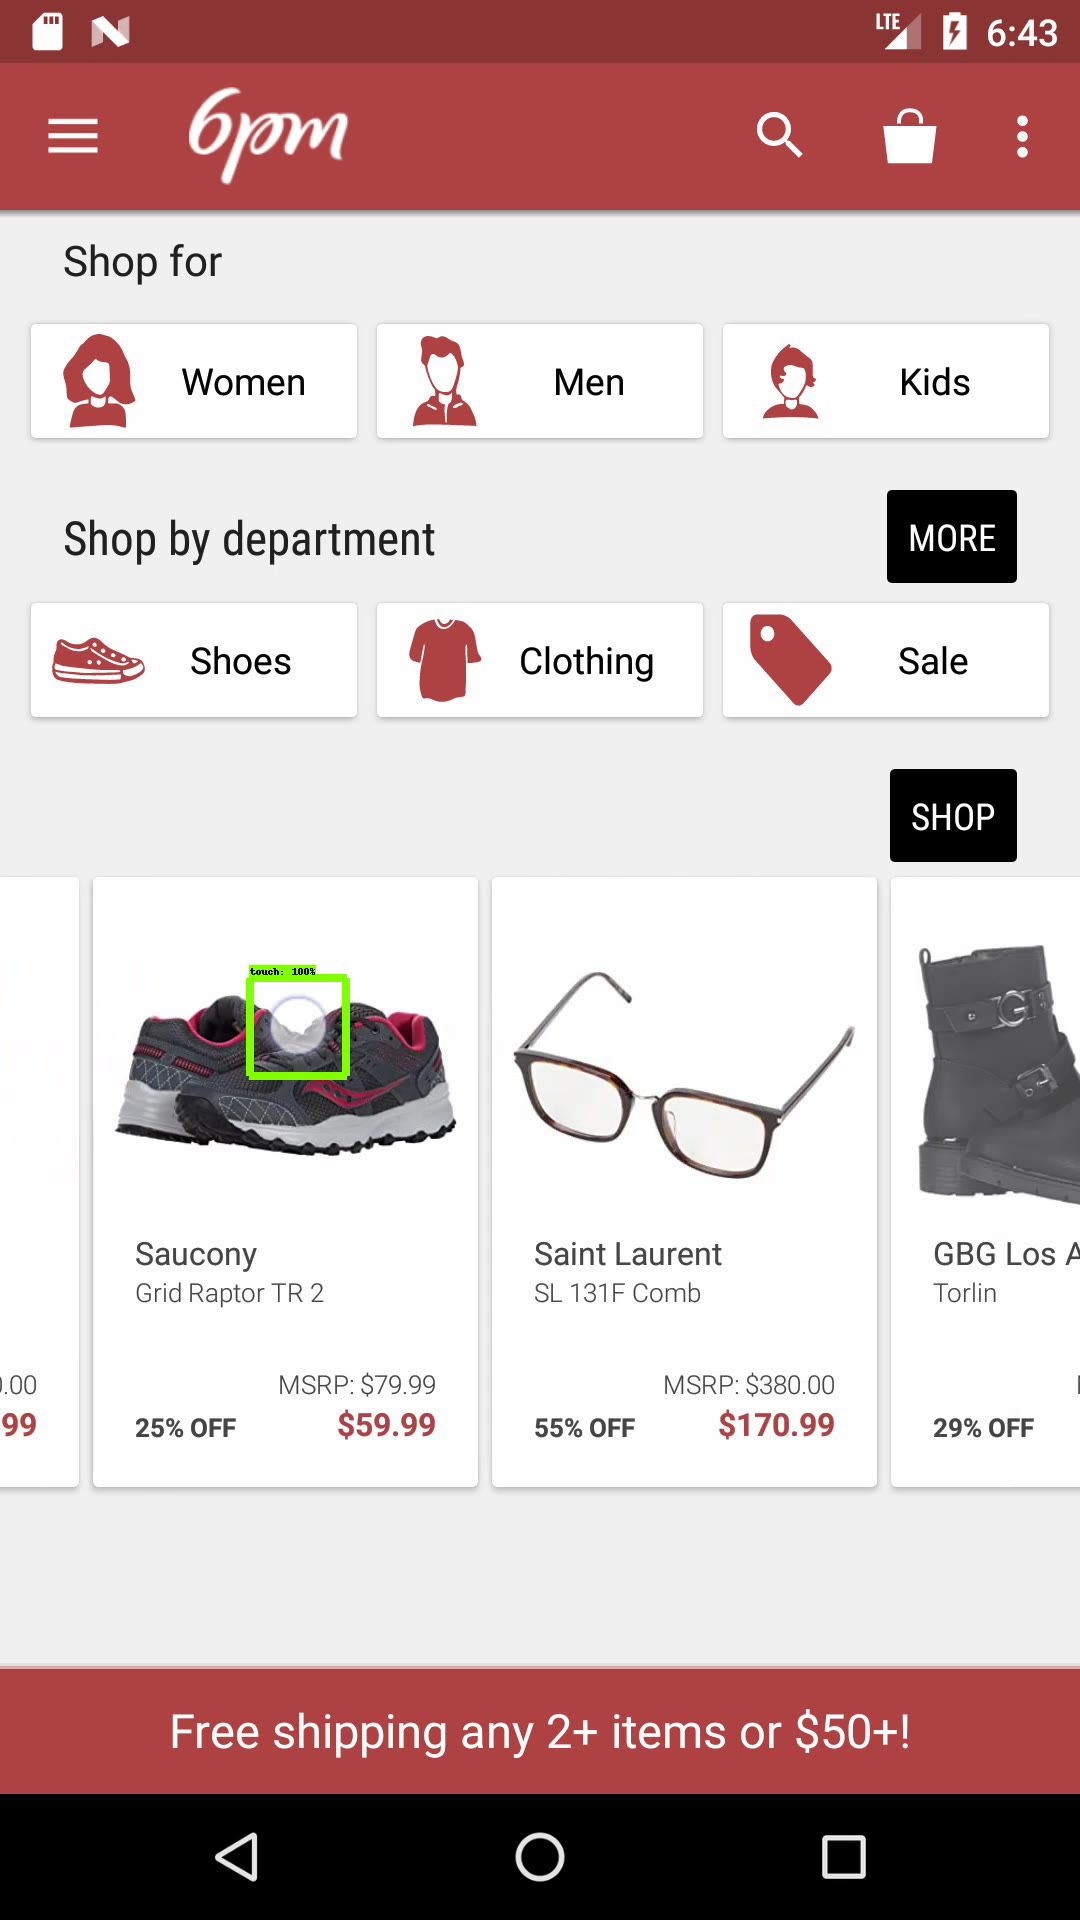 LTE 6:43
6pm
Shop for
Women Men Kids
Shop by department MORE
Shoes Clothing Sale
SHOP
touch: 100%
G
Saucony Saint Laurent GBG Los A
Grid Raptor TR 2 SL 131F Comb Torlin
0.00 MSRP: $79.99 MSRP: $380.00
99 25% OFF $59.99 55% OFF $170.99 29% OFF
Free shipping any 2+ items or $50+!